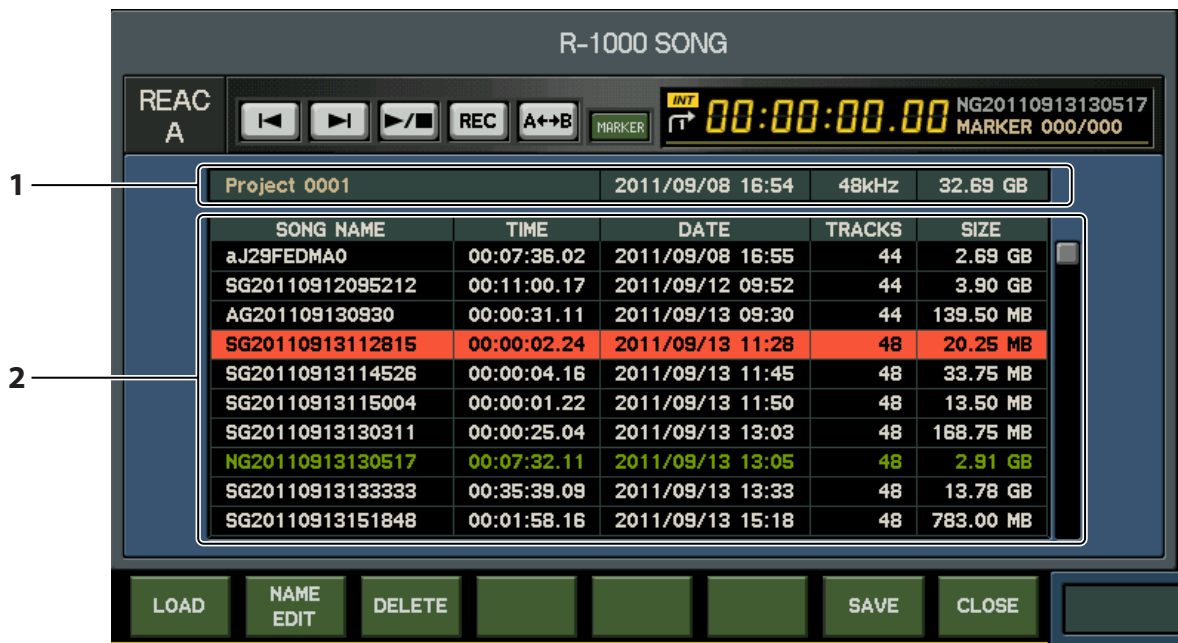 R-1000 SONG
REAC
A
REC
A↔B
MARKER
INT
00:00:00.00
NG20110913130517
MARKER 000/000
1
Project 0001 2011/09/08 16:54 48kHz 32.69 GB
SONG NAME TIME DATE TRACKS SIZE
aJ29FEDMA0 00:07:36.02 2011/09/08 16:55 44 2.69 GB
SG20110912095212 00:11:00.17 2011/09/12 09:52 44 3.90 GB
AG201109130930 00:00:31.11 2011/09/13 09:30 44 139.50 MB
SG20110913112815 00:00:02.24 2011/09/13 11:28 48 20.25 MB
2
SG20110913114526 00:00:04.16 2011/09/13 11:45 48 33.75 MB
SG20110913115004 00:00:01.22 2011/09/13 11:50 48 13.50 MB
SG20110913130311 00:00:25.04 2011/09/13 13:03 48 168.75 MB
NG20110913130517 00:07:32.11 2011/09/13 13:05 48 2.91 GB
SG20110913133333 00:35:39.09 2011/09/13 13:33 48 13.78 GB
SG20110913151848 00:01:58.16 2011/09/13 15:18 48 783.00 MB
LOAD
NAME
EDIT
DELETE
SAVE
CLOSE